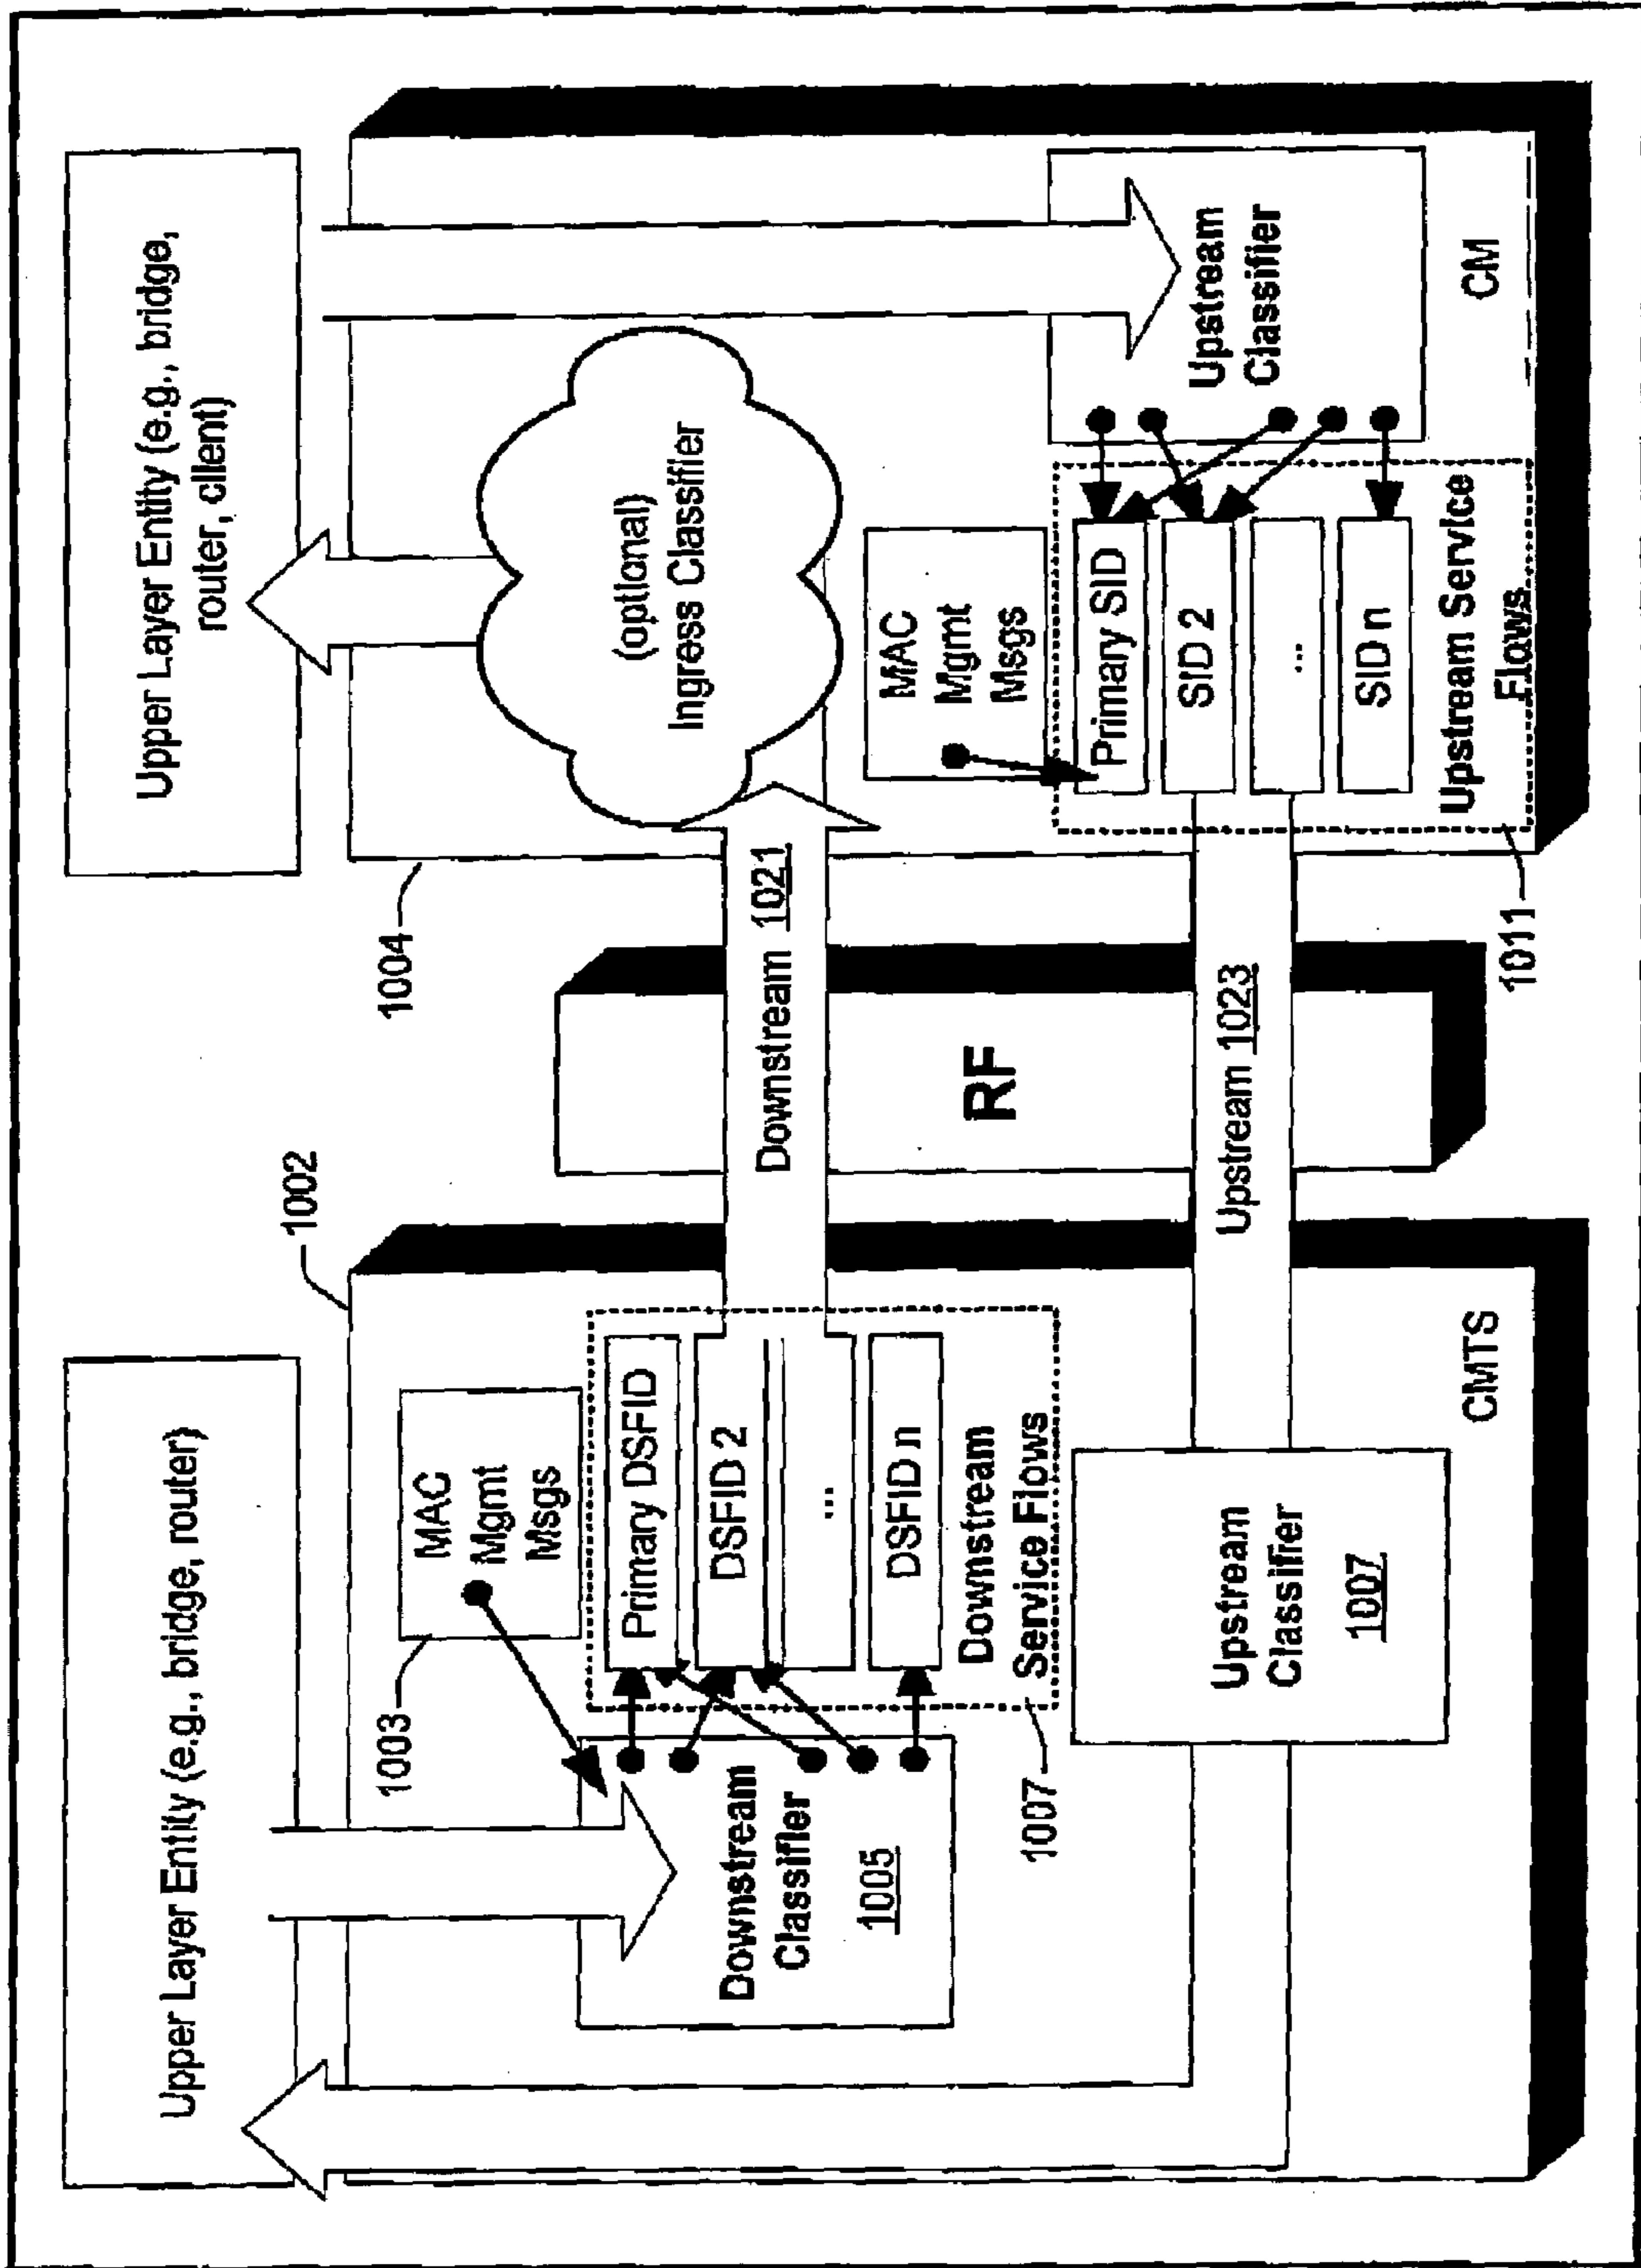 Upper Layer Entity (e.g., bridge, router)
1002
1003
MAC
Mgmt
Msgs
Downstream
Classifier
1005
Primary DSFID
DSFID 2
...
DSFID n
Downstream
Service Flows
1007
Upstream
Classifier
1007
CMTS
Downstream 1021
RF
Upstream 1023
Upper Layer Entity (e.g., bridge,
router, client)
1004
(optional)
Ingress Classifier
MAC
Mgmt
Msgs
Primary SID
SID 2
...
SID n
Upstream Service
Flows
1011
Upstream
Classifier
CM